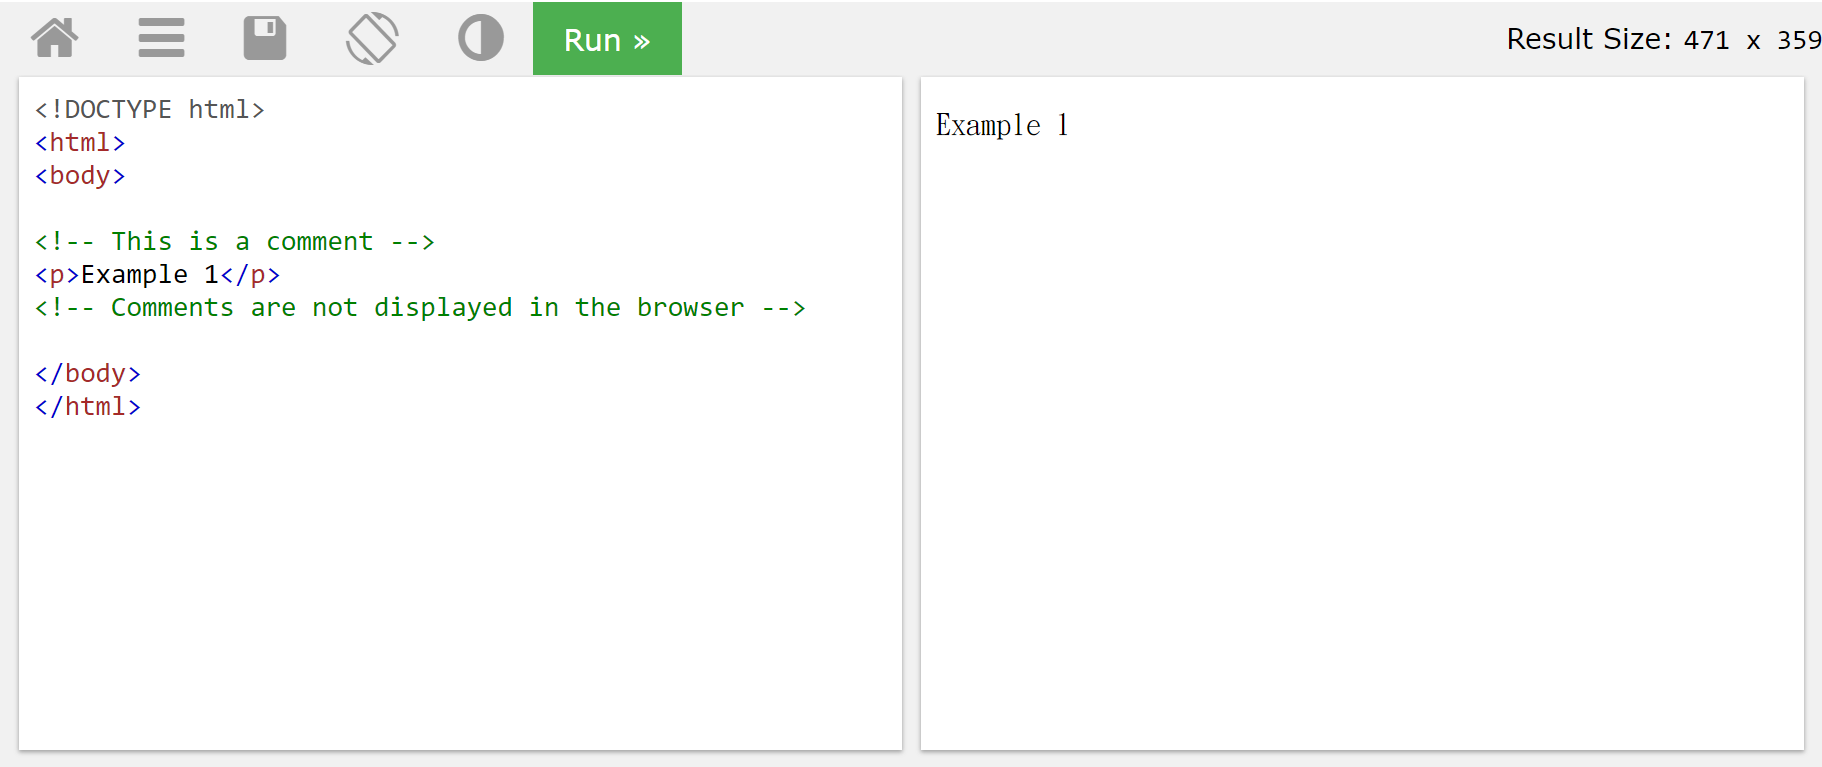 Run »
Result Size: 471 x 359
<!DOCTYPE html>
<html>
<body>
<!-- This is a comment -->
<p>Example 1</p>
<!-- Comments are not displayed in the browser -->
</body>
</html>
Example 1